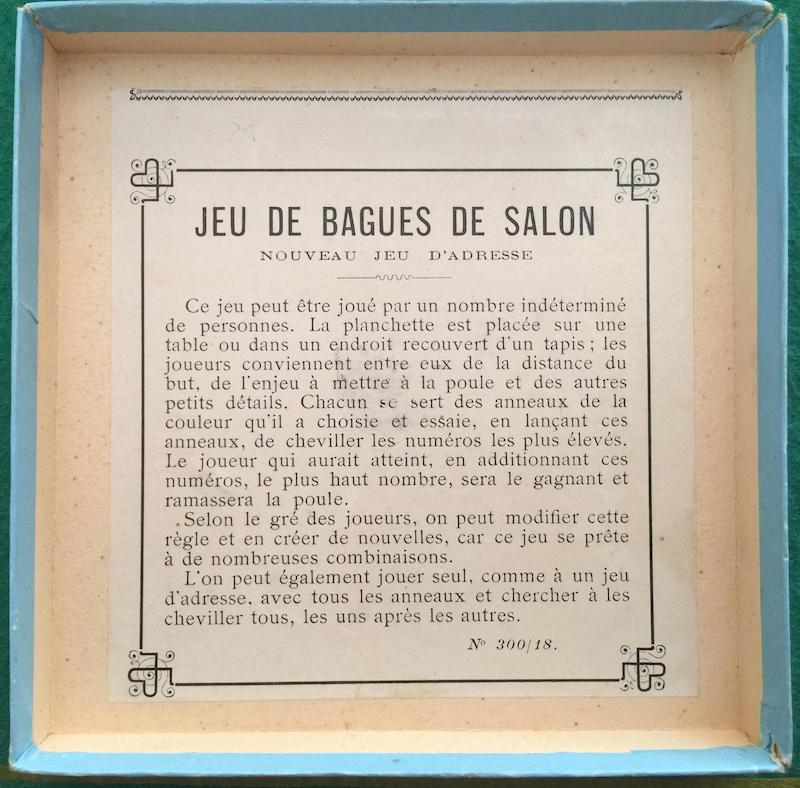 JEU DE BAGUES DE SALON
NOUVEAU JEU D'ADRESSE
Ce jeu peut être joué par un nombre indéterminé
de personnes. La planchette est placée sur une
table ou dans un endroit recouvert d'un tapis ; les
joueurs conviennent entre eux de la distance du
but, de l'enjeu à mettre à la poule et des autres
petits détails. Chacun se sert des anneaux de la
couleur qu'il a choisie et essaie, en lançant ces
anneaux, de cheviller les numéros les plus élevés.
Le joueur qui aurait atteint, en additionnant ces
numéros, le plus haut nombre, sera le gagnant et
ramassera la poule.
Selon le gré des joueurs, on peut modifier cette
règle et en créer de nouvelles, car ce jeu se prête
à de nombreuses combinaisons.
L'on peut également jouer seul, comme à un jeu
d'adresse, avec tous les anneaux et chercher à les
cheviller tous, les uns après les autres.
Nº 300/18.